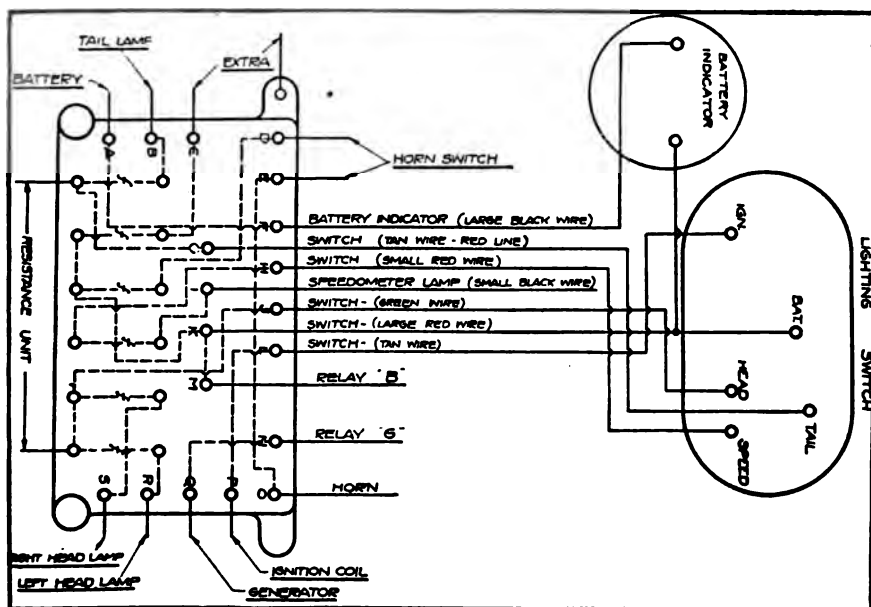 TAIL LAMP
BATTERY
EXTRA
A
B
E
HORN SWITCH
BATTERY INDICATOR (LARGE BLACK WIRE)
SWITCH (TAN WIRE - RED LINE)
SWITCH (SMALL RED WIRE)
SPEEDOMETER LAMP (SMALL BLACK WIRE)
SWITCH - (GREEN WIRE)
SWITCH - (LARGE RED WIRE)
SWITCH - (TAN WIRE)
K
M
RELAY "B"
RELAY "G"
HORN
S
R
Q
P
O
RIGHT HEAD LAMP
LEFT HEAD LAMP
IGNITION COIL
GENERATOR
RESISTANCE UNIT
BATTERY
INDICATOR
IGN
BAT
HEAD
TAIL
SPEED
LIGHTING SWITCH